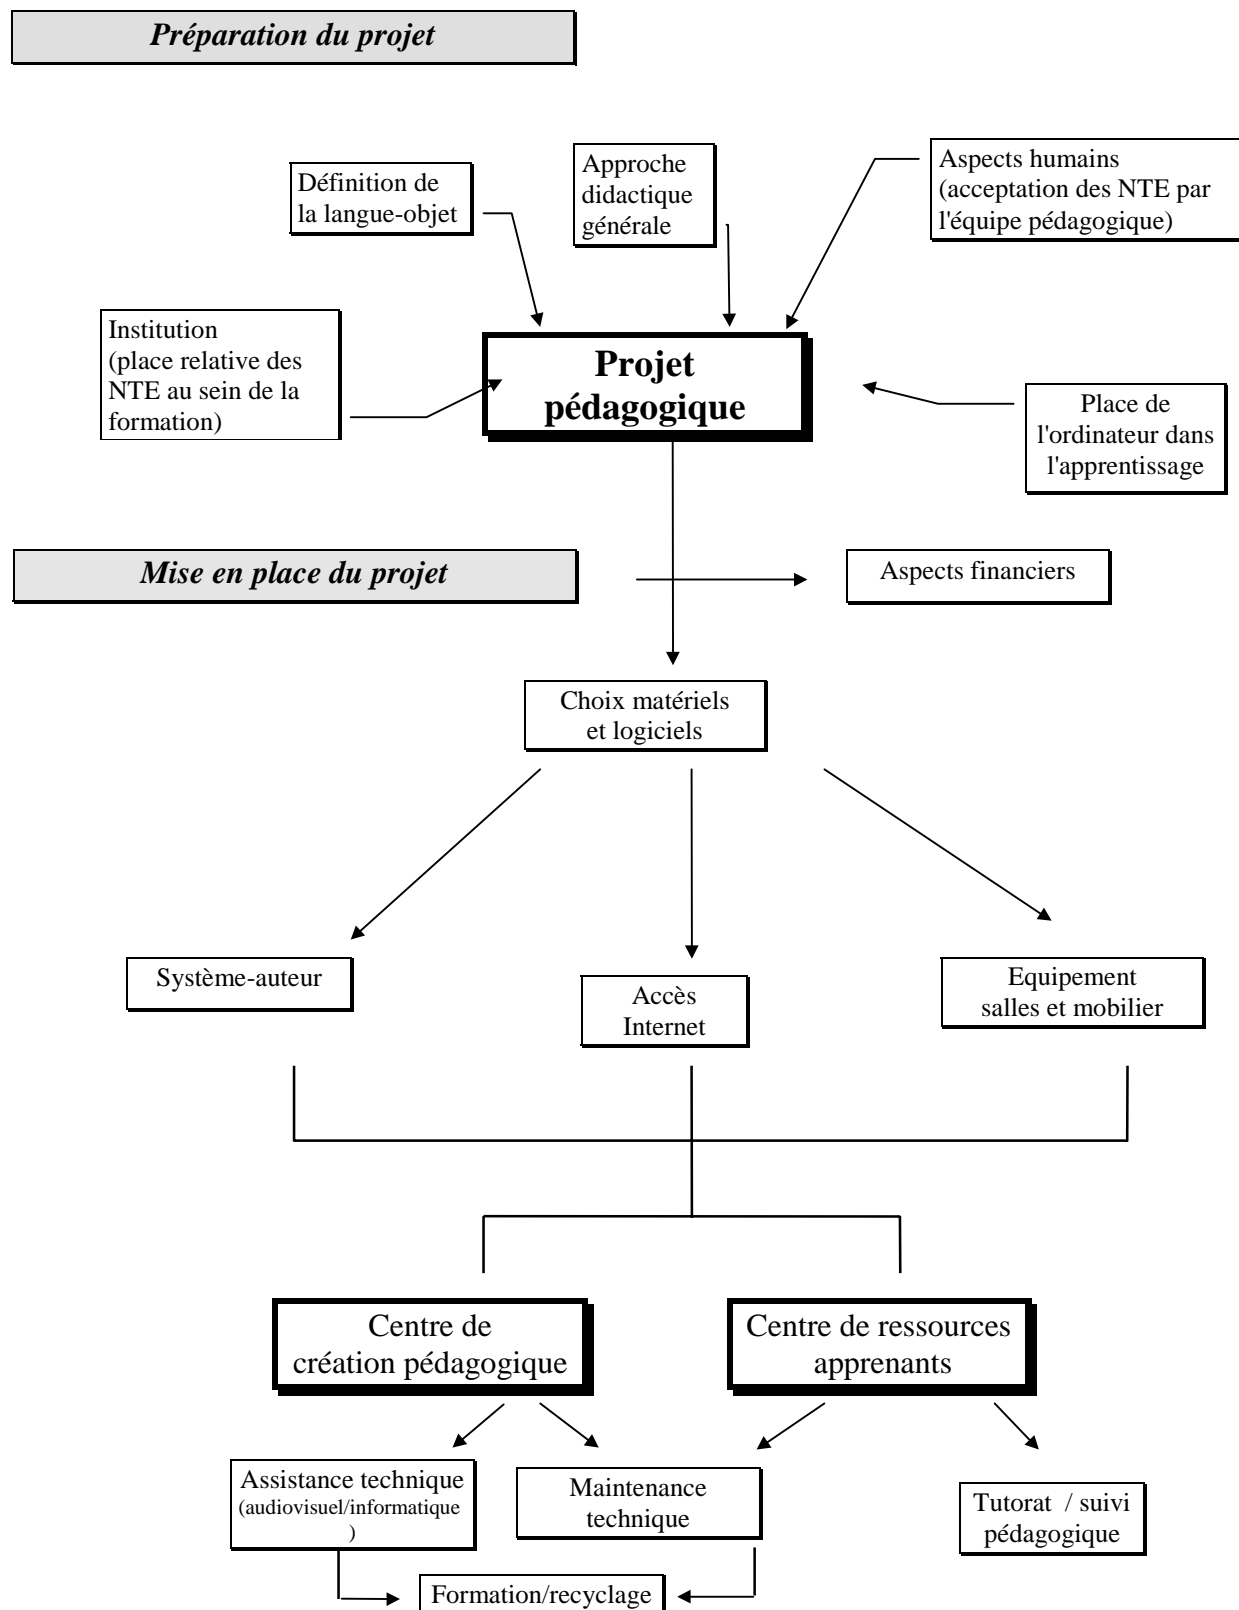 Préparation du projet
Définition de
la langue-objet
Approche
didactique
générale
Aspects humains
(acceptation des NTE par
l'équipe pédagogique)
Institution
(place relative des
NTE au sein de la
formation)
Projet
pédagogique
Place de
l'ordinateur dans
l'apprentissage
Mise en place du projet
Aspects financiers
Choix matériels
et logiciels
Système-auteur
Accès
Internet
Equipement
salles et mobilier
Centre de
création pédagogique
Centre de ressources
apprenants
Assistance technique
(audiovisuel/informatique
)
Maintenance
technique
Tutorat / suivi
pédagogique
Formation/recyclage